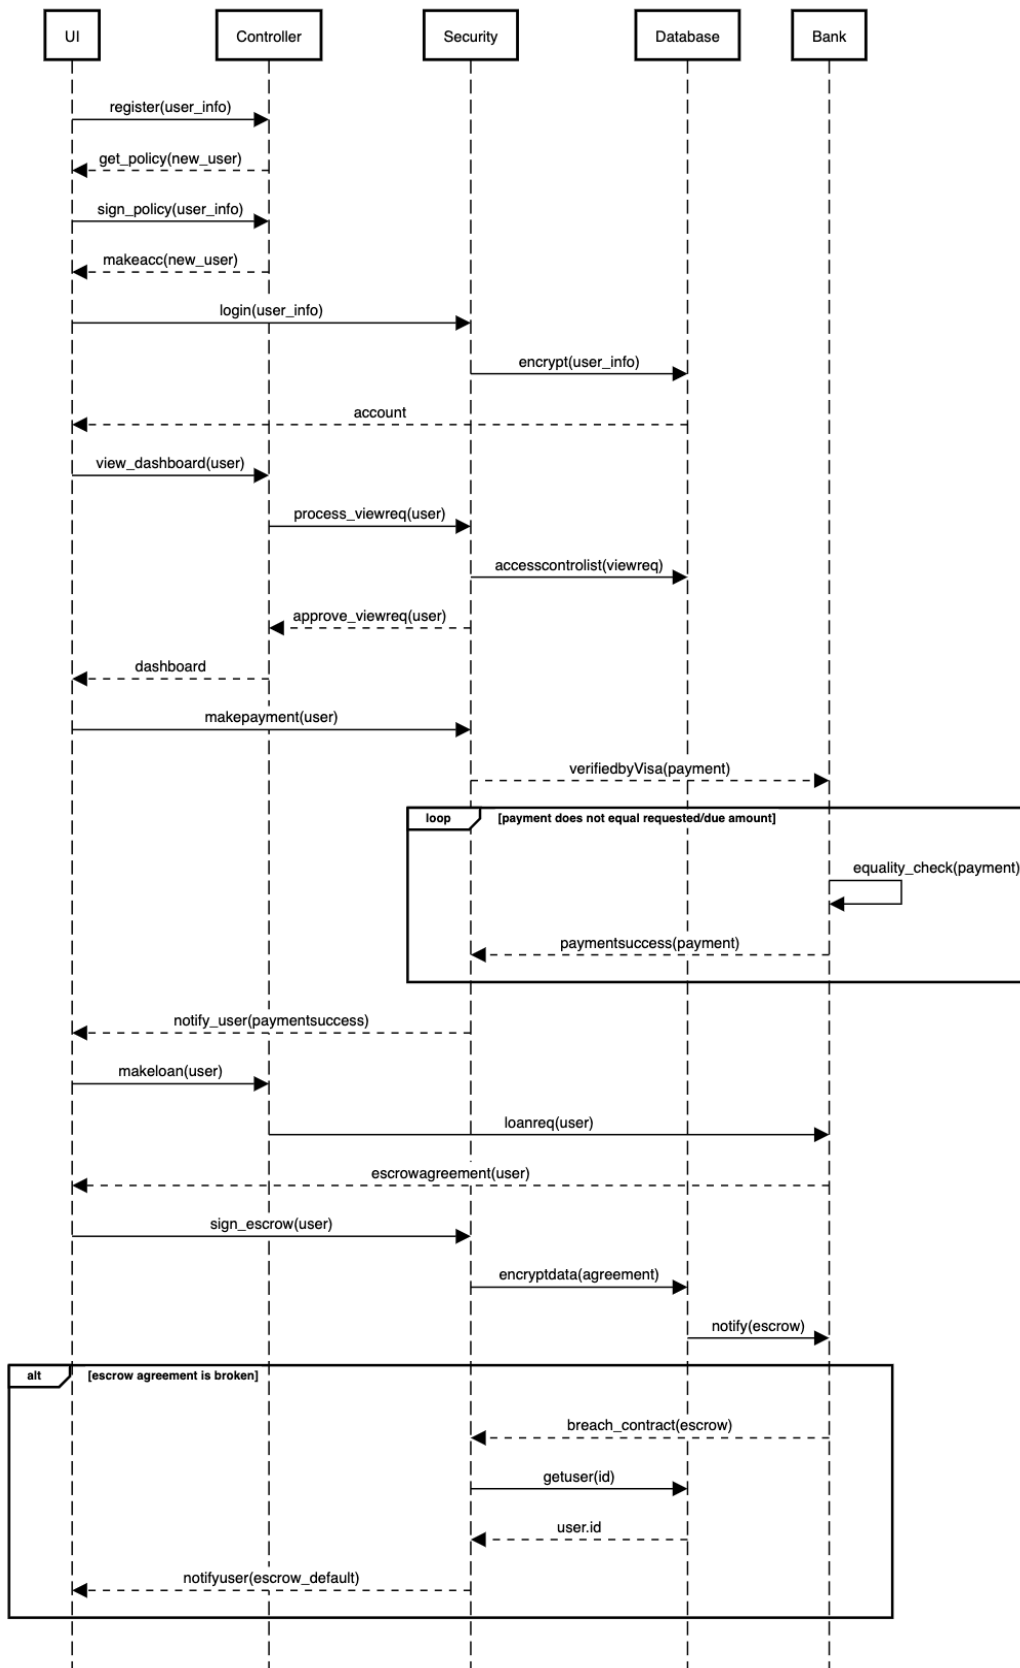 UI
Controller
Security
Database
Bank
register(user_info)
get_policy(new_user)
sign_policy(user_info)
makeacc(new_user)
login(user_info)
encrypt(user_info)
account
view_dashboard(user)
process_viewreq(user)
accesscontrolist(viewreq)
approve_viewreq(user)
dashboard
makepayment(user)
verifiedbyVisa(payment)
loop [payment does not equal requested/due amount]
equality_check(payment)
paymentsuccess(payment)
notify_user(paymentsuccess)
makeloan(user)
loanreq(user)
escrowagreement(user)
sign_escrow(user)
encryptdata(agreement)
notify(escrow)
alt [escrow agreement is broken]
breach_contract(escrow)
getuser(id)
user.id
notifyuser(escrow_default)